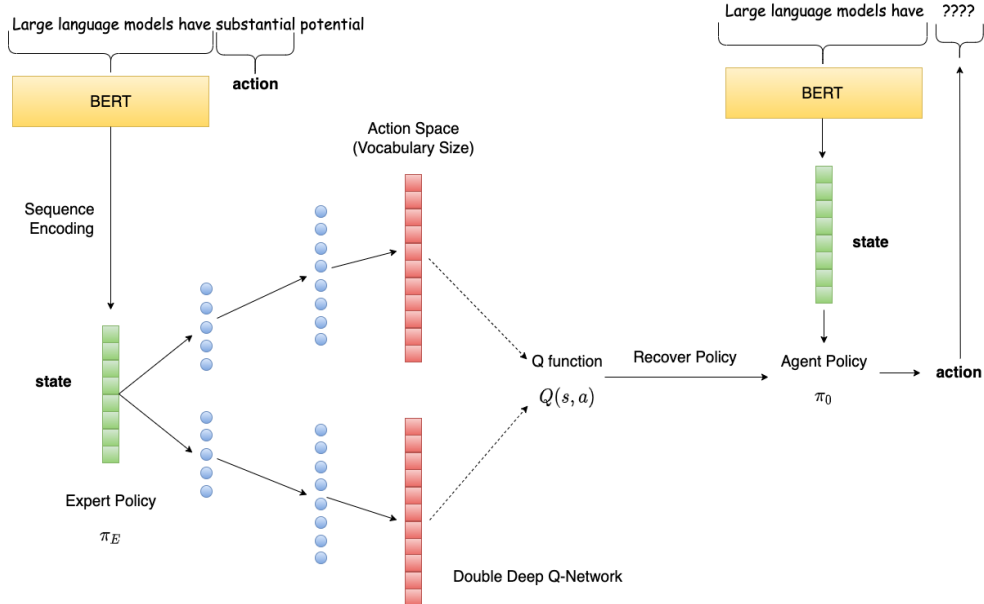 Large language models have substantial potential
action
BERT
Sequence
Encoding
state
Expert Policy
π_E
Action Space
(Vocabulary Size)
Double Deep Q-Network
Q function
Q(s, a)
Recover Policy
Large language models have ????
BERT
state
Agent Policy
π_0
action